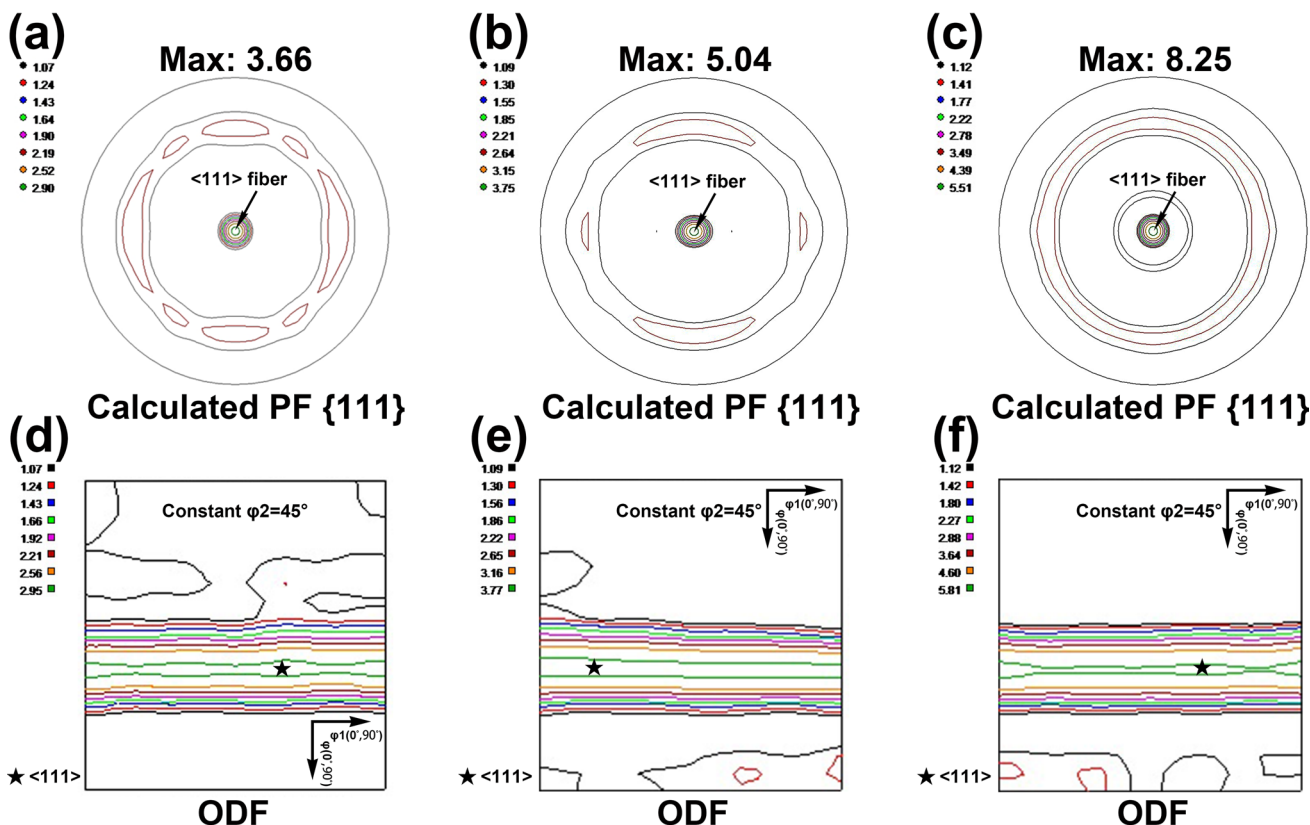 (a)
Max: 3.66
1.07
1.24
1.43
1.64
1.90
2.19
2.52
2.90
<111> fiber
Calculated PF {111}
(b)
Max: 5.04
1.09
1.30
1.55
1.85
2.21
2.64
3.15
3.75
<111> fiber
Calculated PF {111}
(c)
Max: 8.25
1.12
1.41
1.77
2.22
2.78
3.49
4.39
5.51
<111> fiber
Calculated PF {111}
(d)
1.07
1.24
1.43
1.66
1.92
2.21
2.56
2.95
Constant φ2=45°
φ1(0°,90°)
φ(0°,90°)
★ <111>
ODF
(e)
1.09
1.30
1.56
1.86
2.22
2.65
3.16
3.77
Constant φ2=45°
φ1(0°,90°)
φ(0°,90°)
★ <111>
ODF
(f)
1.12
1.42
1.80
2.27
2.88
3.64
4.60
5.81
Constant φ2=45°
φ1(0°,90°)
φ(0°,90°)
★ <111>
ODF